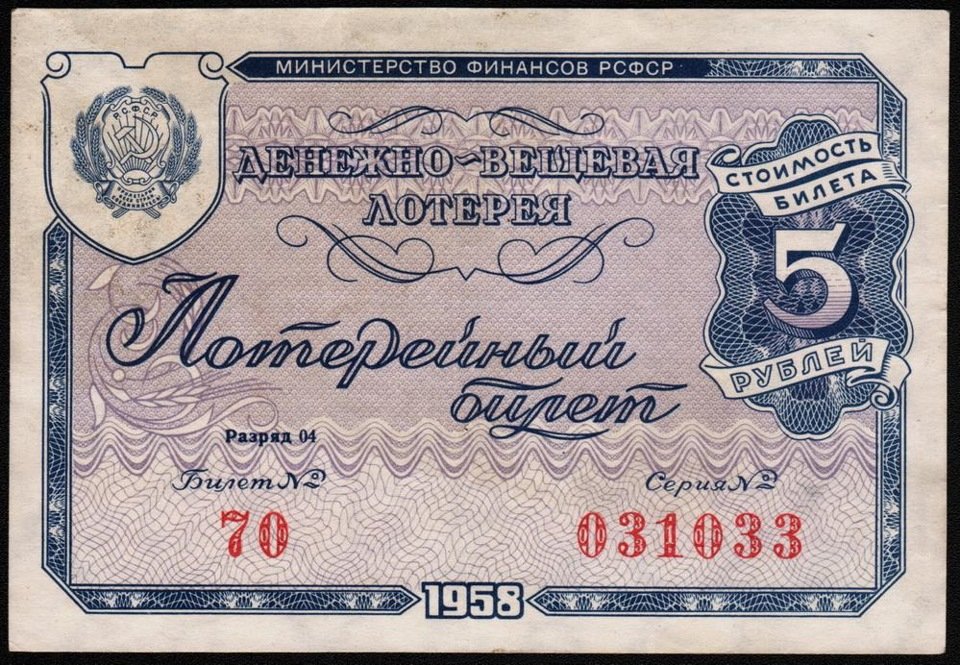 МИНИСТЕРСТВО ФИНАНСОВ РСФСР
Р.С.Ф.С.Р.
ДЕНЕЖНО-ВЕЩЕВАЯ
ЛОТЕРЕЯ
СТОИМОСТЬ
БИЛЕТА
5
РУБЛЕЙ
Лотерейный
билет
Разряд 04
Билет №
Серия №
70
031033
1958